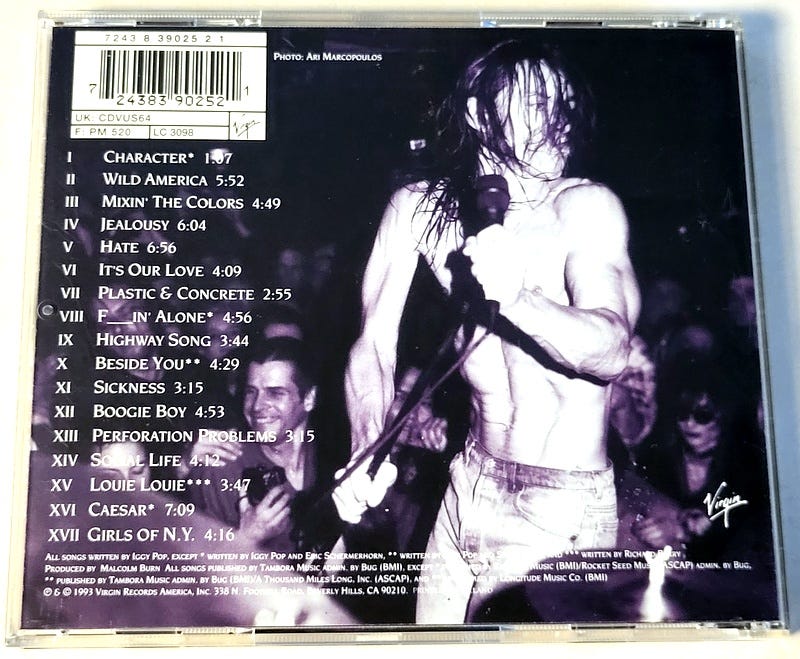 7243 8 39025 2 1
PHOTO: ARI MARCOPOULOS
7 24383 90252 1
UK: CDVUS64
F: PM 520 LC 3098 Virgin
I CHARACTER* 1:07
II WILD AMERICA 5:52
III MIXIN' THE COLORS 4:49
IV JEALOUSY 6:04
V HATE 6:56
VI IT'S OUR LOVE 4:09
VII PLASTIC & CONCRETE 2:55
VIII F___IN' ALONE* 4:56
IX HIGHWAY SONG 3:44
X BESIDE YOU** 4:29
XI SICKNESS 3:15
XII BOOGIE BOY 4:53
XIII PERFORATION PROBLEMS 3:15
XIV SOCIAL LIFE 4:12
XV LOUIE LOUIE*** 3:47
XVI CAESAR* 7:09
XVII GIRLS OF N.Y. 4:16
Virgin
ALL SONGS WRITTEN BY IGGY POP, EXCEPT * WRITTEN BY IGGY POP AND ERIC SCHERMERHORN, ** WRITTEN BY POP AND *** WRITTEN BY RICHARD BERRY
PRODUCED BY MALCOLM BURN ALL SONGS PUBLISHED BY TAMBORA MUSIC ADMIN. BY BUG (BMI), EXCEPT * MUSIC (BMI)/ROCKET SEED MUSIC (ASCAP) ADMIN. BY BUG,
** PUBLISHED BY TAMBORA MUSIC ADMIN. BY BUG (BMI)/A THOUSAND MILES LONG, INC. (ASCAP), AND BY LONGITUDE MUSIC CO. (BMI)
℗ & © 1993 VIRGIN RECORDS AMERICA, INC. 338 N. FOOTHILL ROAD, BEVERLY HILLS, CA 90210. PRINTED IN HOLLAND